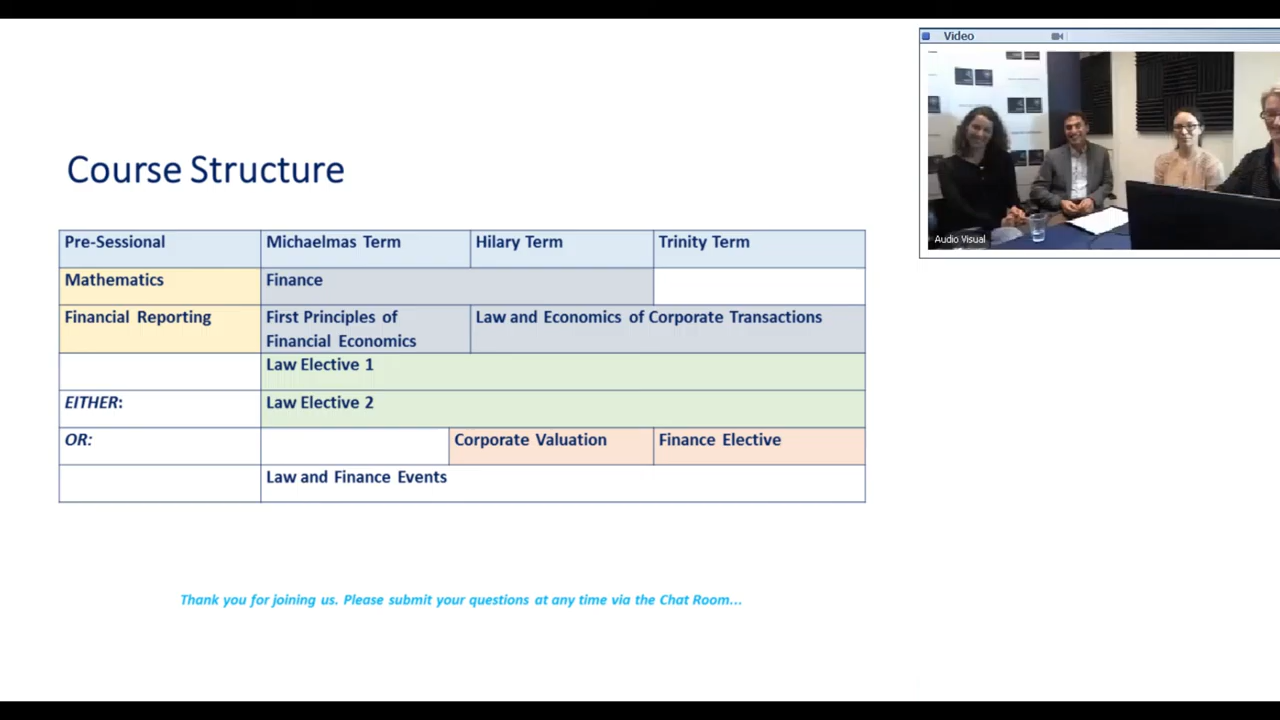 Video
Audio Visual
Course Structure
Pre-Sessional Michaelmas Term Hilary Term Trinity Term
Mathematics Finance
Financial Reporting First Principles of Law and Economics of Corporate Transactions
Financial Economics
Law Elective 1
EITHER: Law Elective 2
OR: Corporate Valuation Finance Elective
Law and Finance Events
Thank you for joining us. Please submit your questions at any time via the Chat Room...